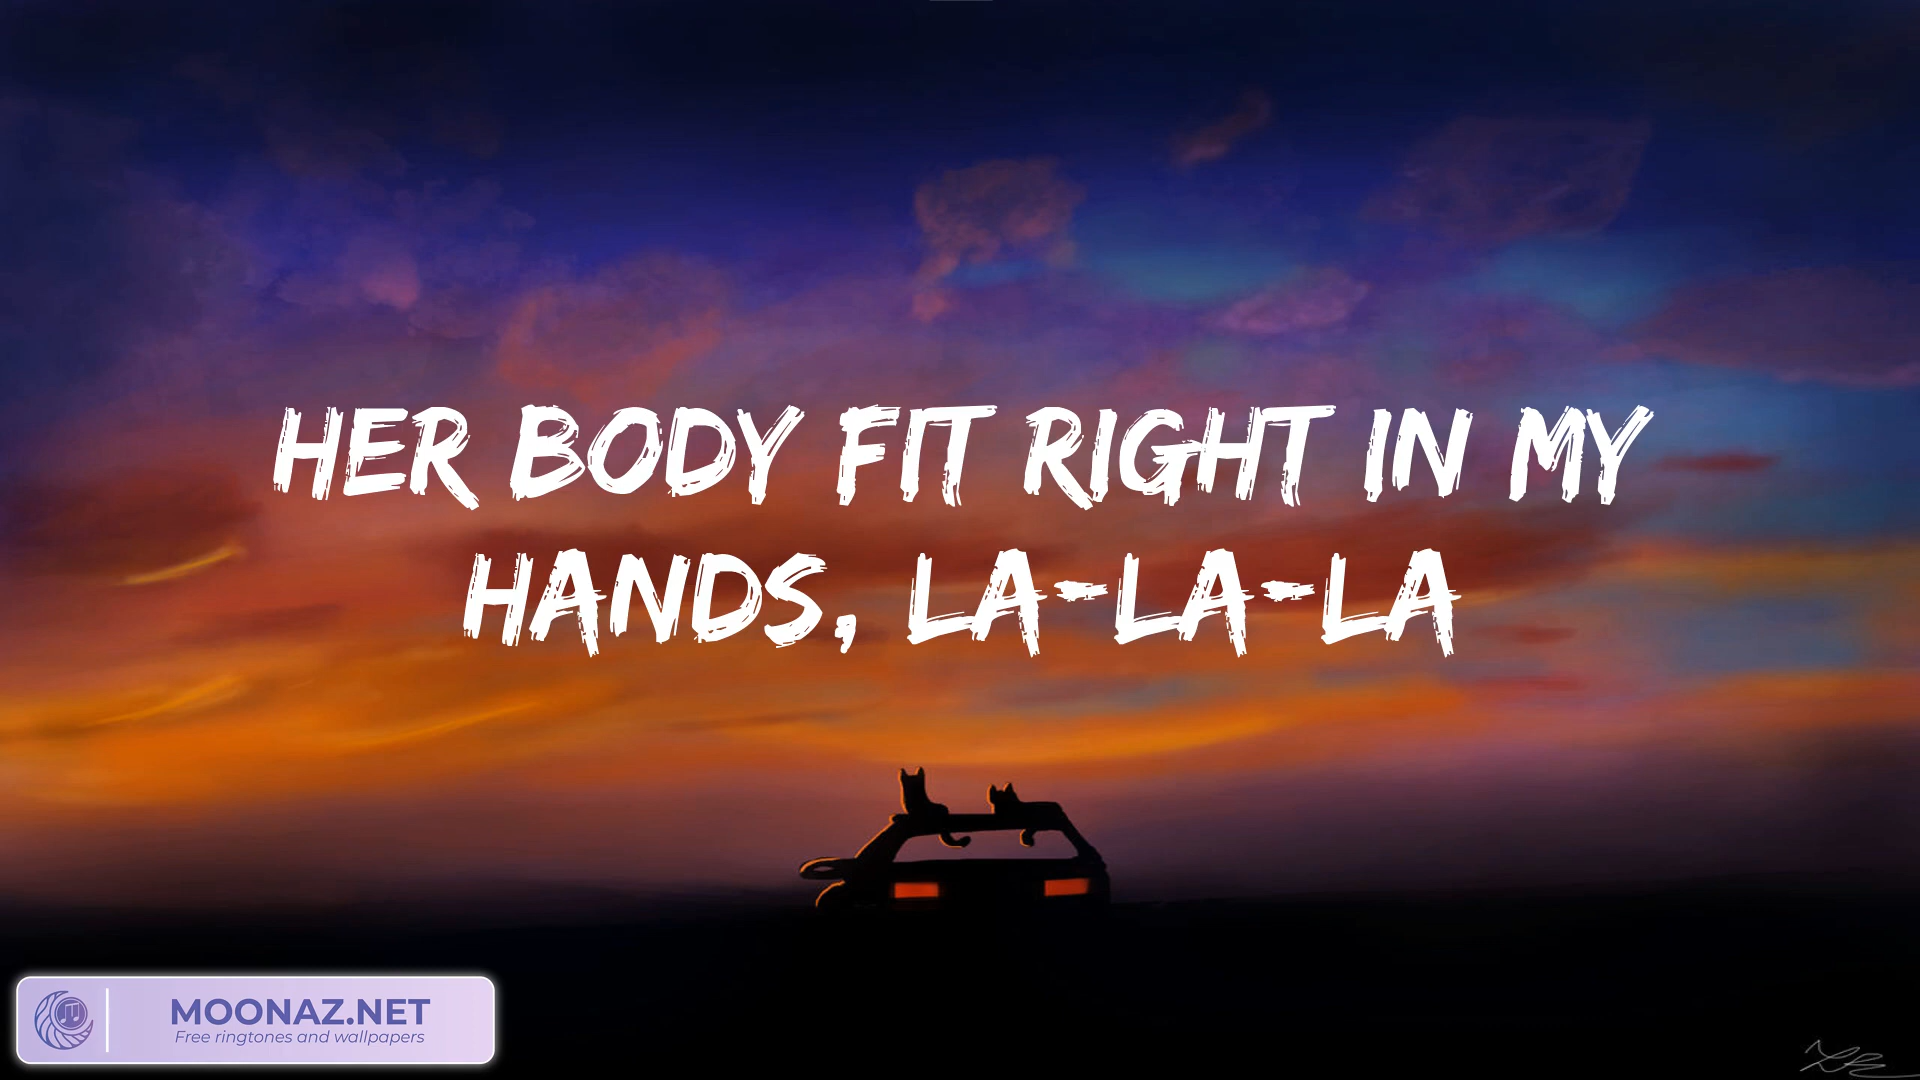 HER BODY FIT RIGHT IN MY
HANDS, LA-LA-LA
MOONAZ.NET
Free ringtones and wallpapers